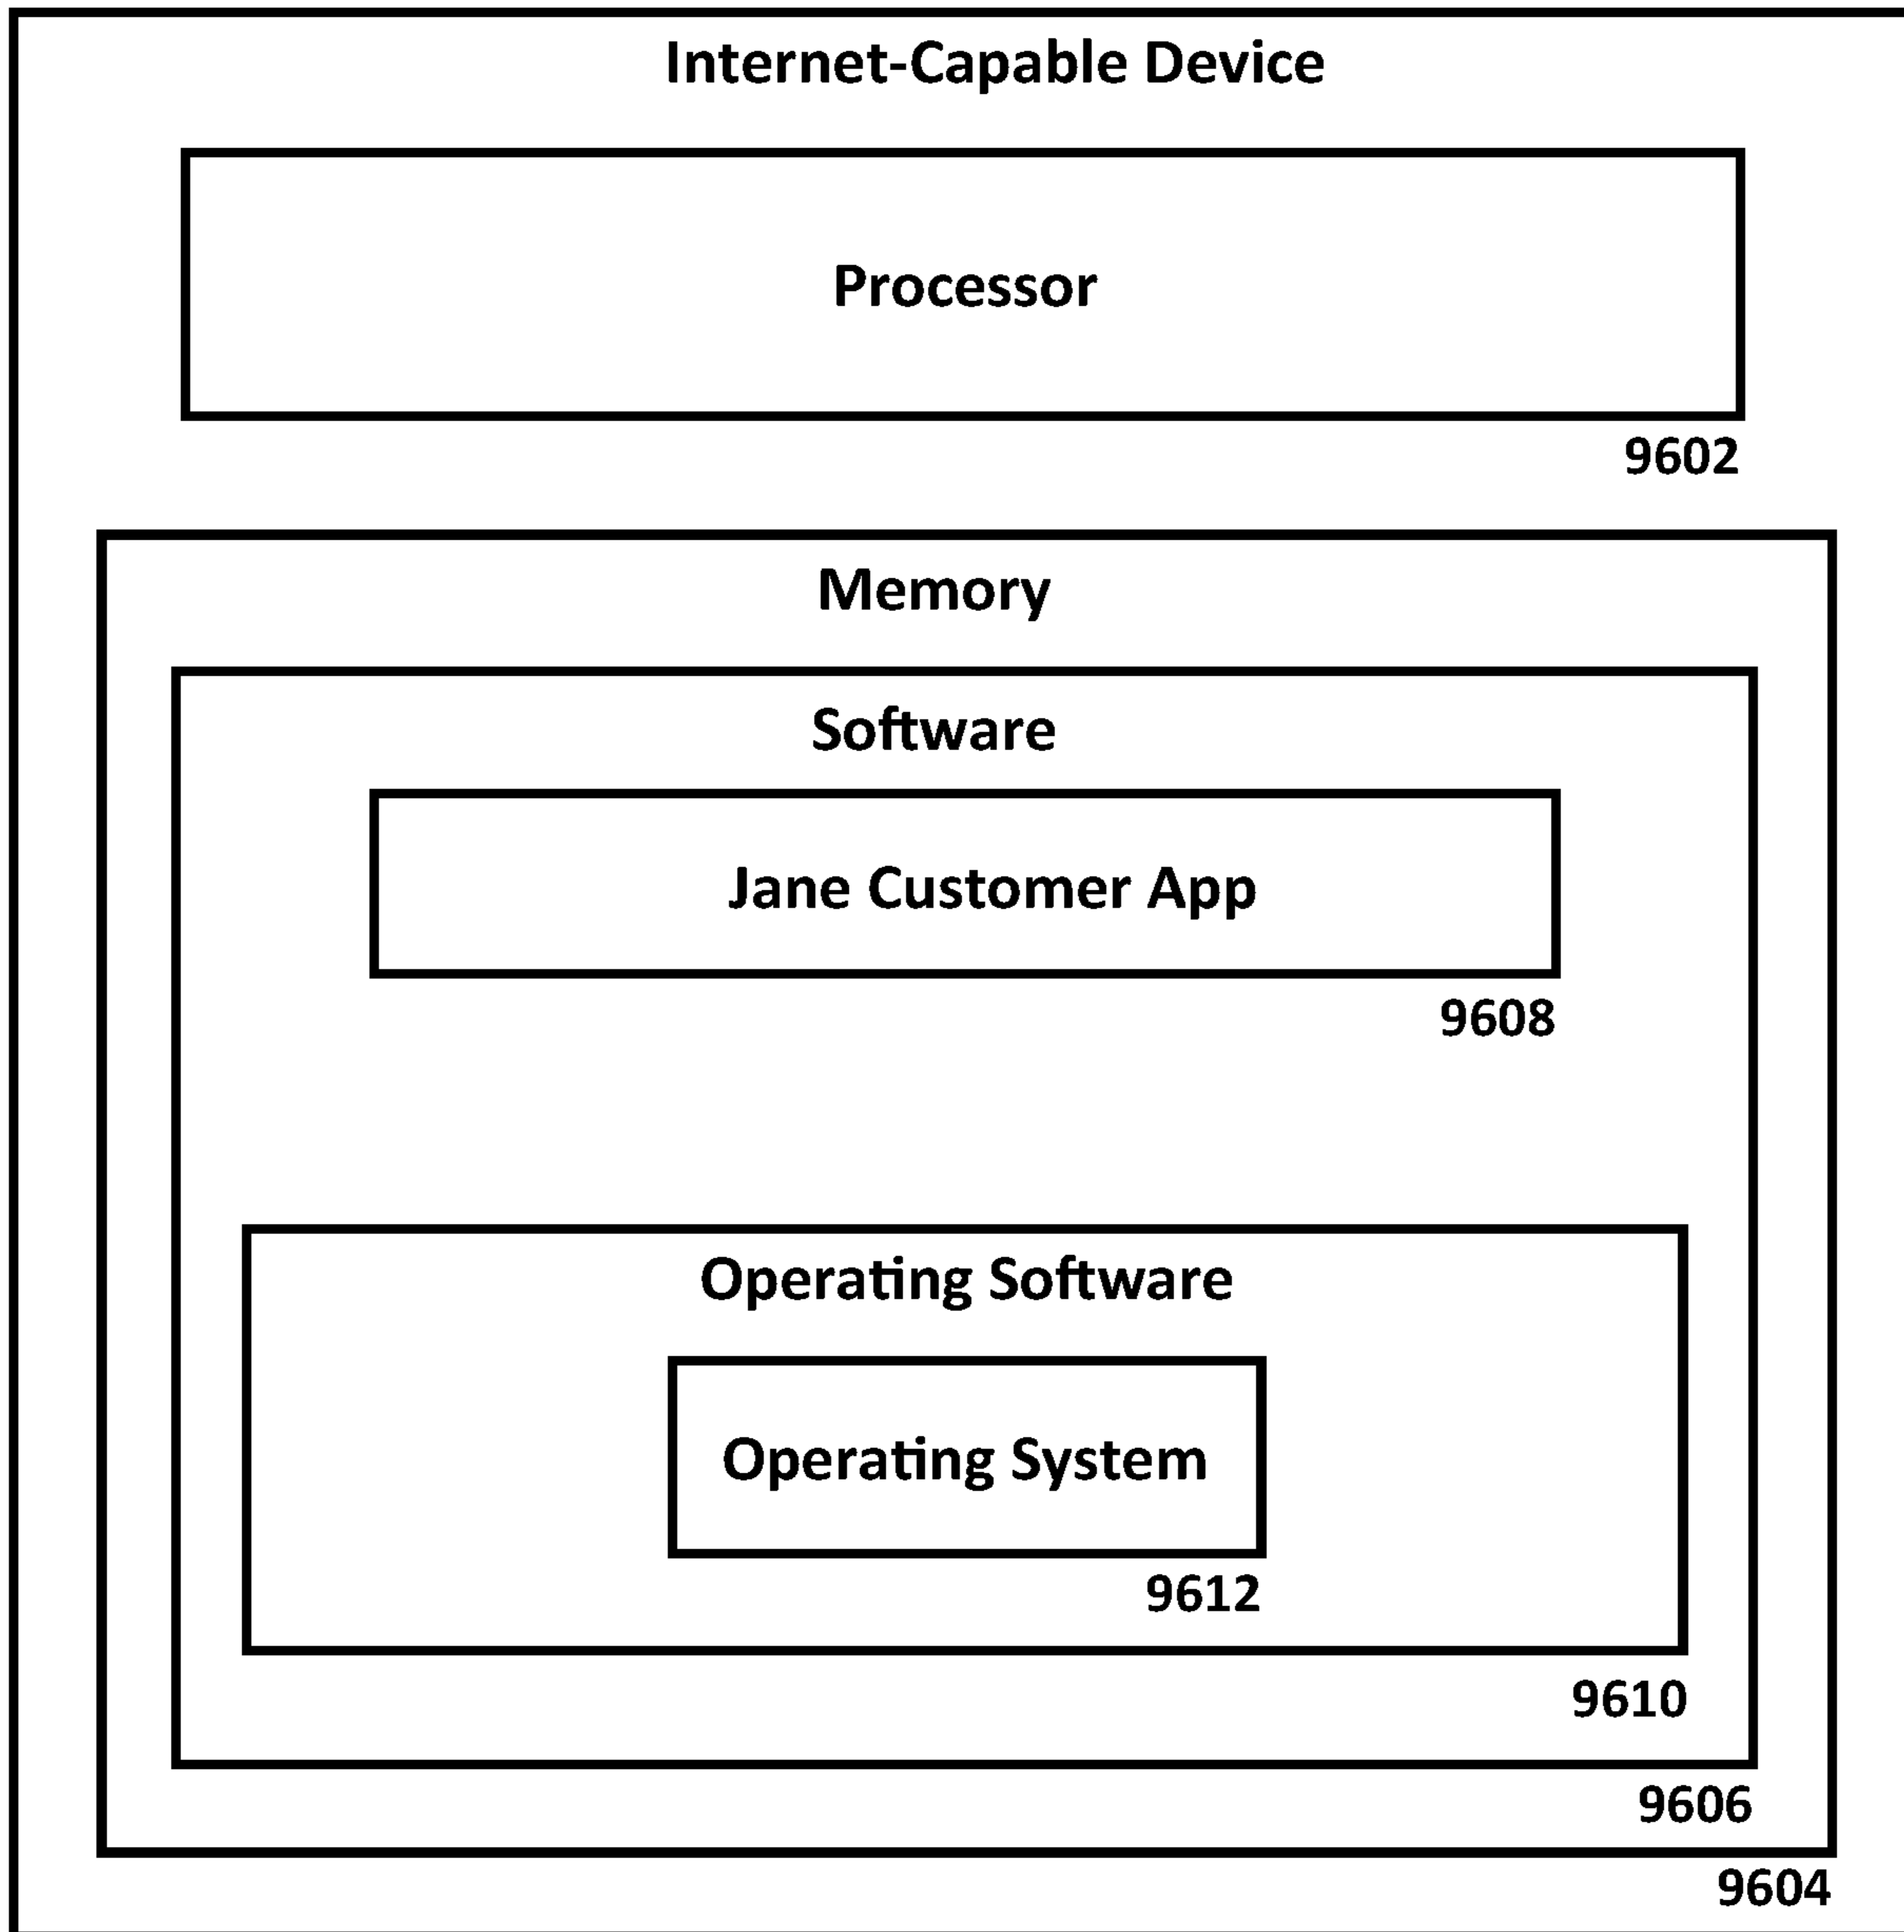 Internet-Capable Device
Processor
9602
Memory
Software
Jane Customer App
9608
Operating Software
Operating System
9612
9610
9606
9604